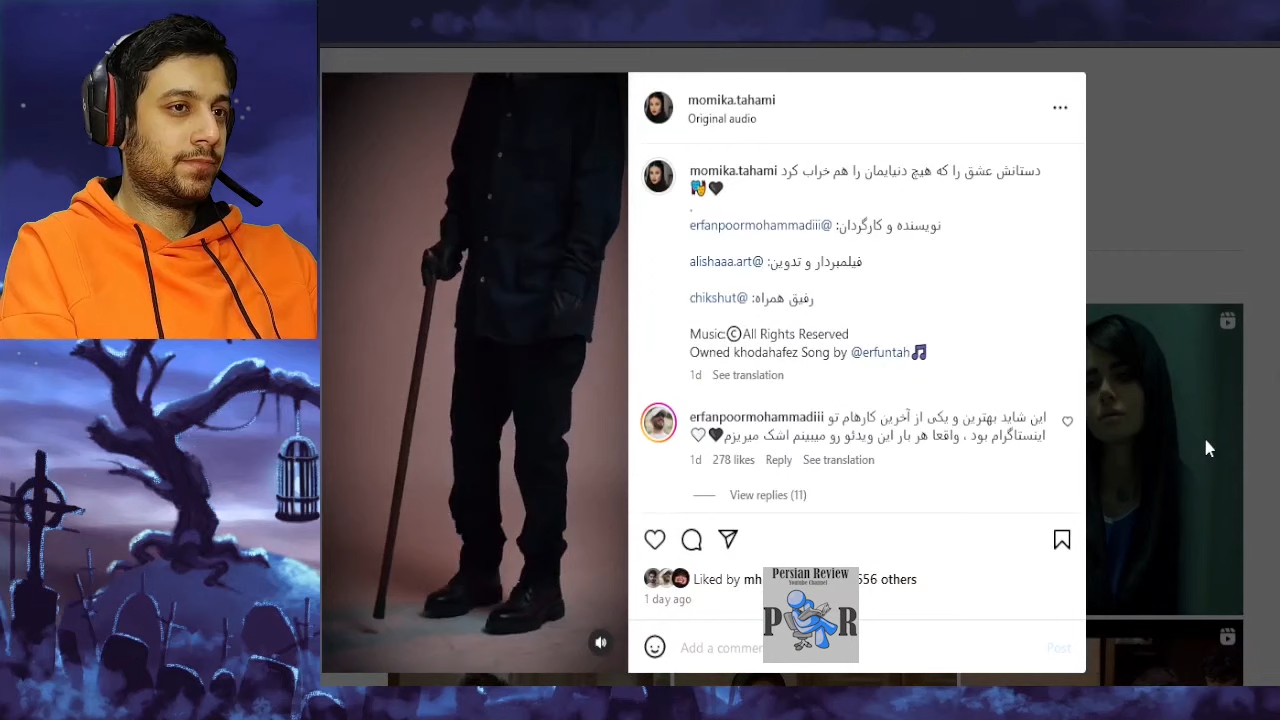 momika.tahami
Original audio
momika.tahami دستانش عشق را که هیچ دنیایمان را هم خراب کرد
.
نویسنده و کارگردان: @erfanpoormohammadiii
فیلمبردار و تدوین: @alishaaa.art
رفیق همراه: @chikshut
Music:©All Rights Reserved
Owned khodahafez Song by @erfuntah
1d See translation
erfanpoormohammadiii این شاید بهترین و یکی از آخرین کارهام تو
اینستاگرام بود ، واقعا هر بار این ویدئو رو میبینم اشک میریزم
1d 278 likes Reply See translation
View replies (11)
Liked by mh 556 others
1 day ago
Persian Review
Youtube Channel
P R
Add a commen
Post